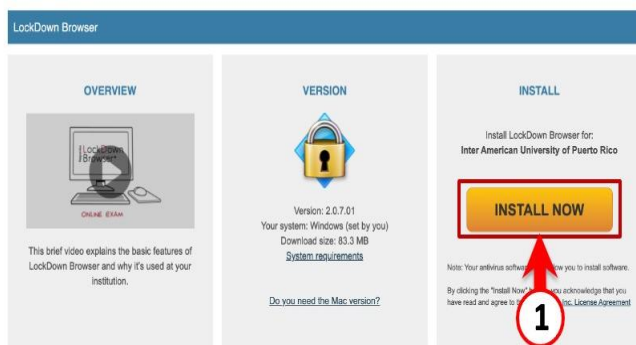 LockDown Browser
OVERVIEW
LockDown
Browser
ONLINE EXAM
This brief video explains the basic features of
LockDown Browser and why it's used at your
institution.
VERSION
Version: 2.0.7.01
Your system: Windows (set by you)
Download size: 83.3 MB
System requirements
Do you need the Mac version?
INSTALL
Install LockDown Browser for:
Inter American University of Puerto Rico
INSTALL NOW
Note: Your antivirus software you to install software.
By clicking the "Install Now" you acknowledge that you
have read and agree to Inc. License Agreement
1